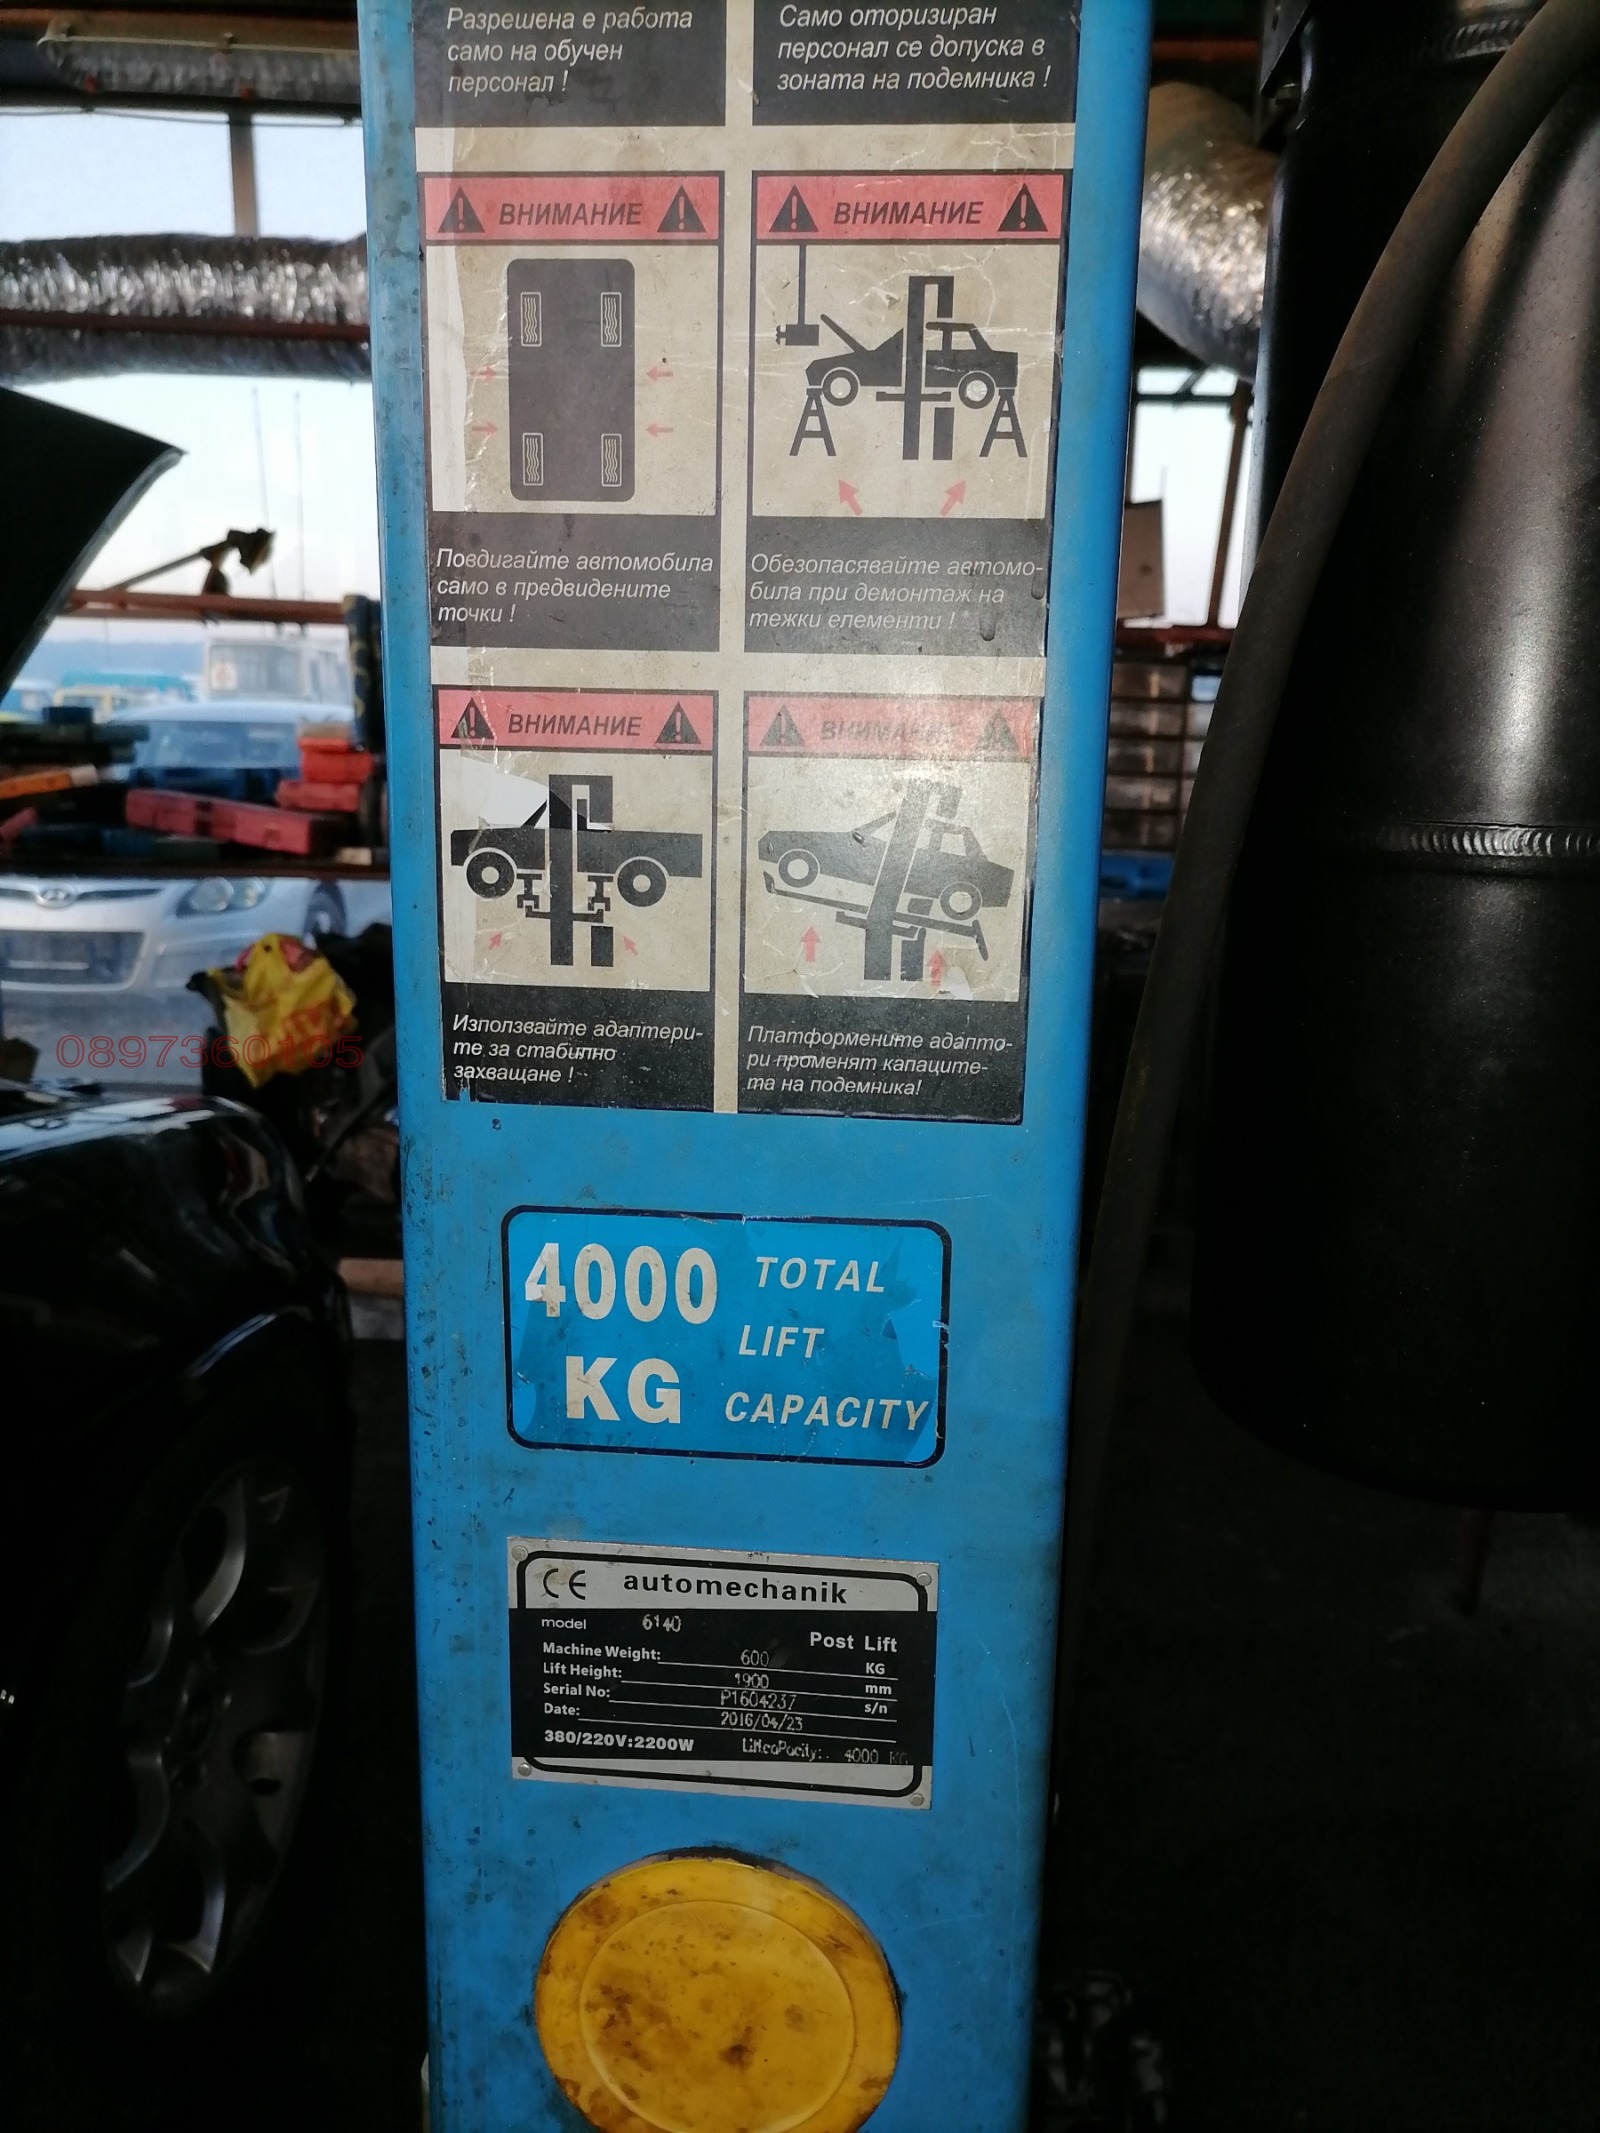 Разрешена е работа
само на обучен
персонал !
Само оторизиран
персонал се допуска в
зоната на подемника !
ВНИМАНИЕ
ВНИМАНИЕ
Повдигайте автомобила
само в предвидените
точки !
Обезопасявайте автомо-
била при демонтаж на
тежки елементи !
ВНИМАНИЕ
ВНИМАНИЕ
Използвайте адаптери-
те за стабилно
захващане !
Платформените адапто-
ри променят капаците-
та на подемника!
0897360105
4000 TOTAL
LIFT
KG CAPACITY
CE automechanik
model 6140
Post Lift
Machine Weight: 600 KG
Lift Height: 1900 mm
Serial No: P1604237 s/n
Date: 2016/04/23
380/220V:2200W LiftcaPacity: 4000 KG